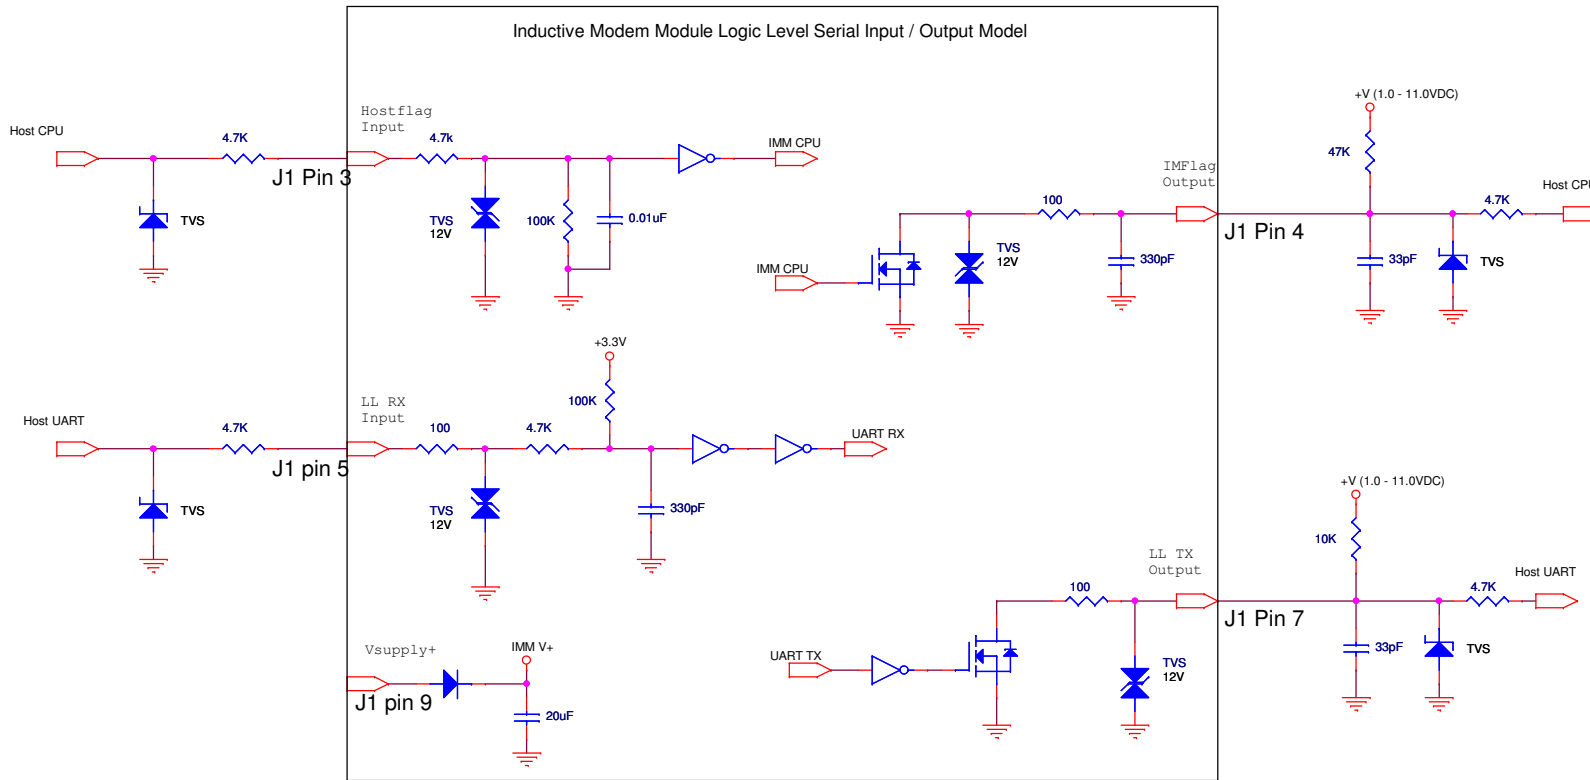 Inductive Modem Module Logic Level Serial Input / Output Model
Host CPU
4.7K
J1 Pin 3
TVS
Hostflag
Input
4.7k
TVS
12V
100K
0.01uF
IMM CPU
IMM CPU
TVS
12V
100
330pF
IMFlag
Output
J1 Pin 4
+V (1.0 - 11.0VDC)
47K
33pF
TVS
4.7K
Host CPU
Host UART
4.7K
J1 pin 5
TVS
LL RX
Input
100
TVS
12V
4.7K
+3.3V
100K
330pF
UART RX
Vsupply+
J1 pin 9
IMM V+
20uF
UART TX
100
TVS
12V
LL TX
Output
J1 Pin 7
+V (1.0 - 11.0VDC)
10K
33pF
TVS
4.7K
Host UART